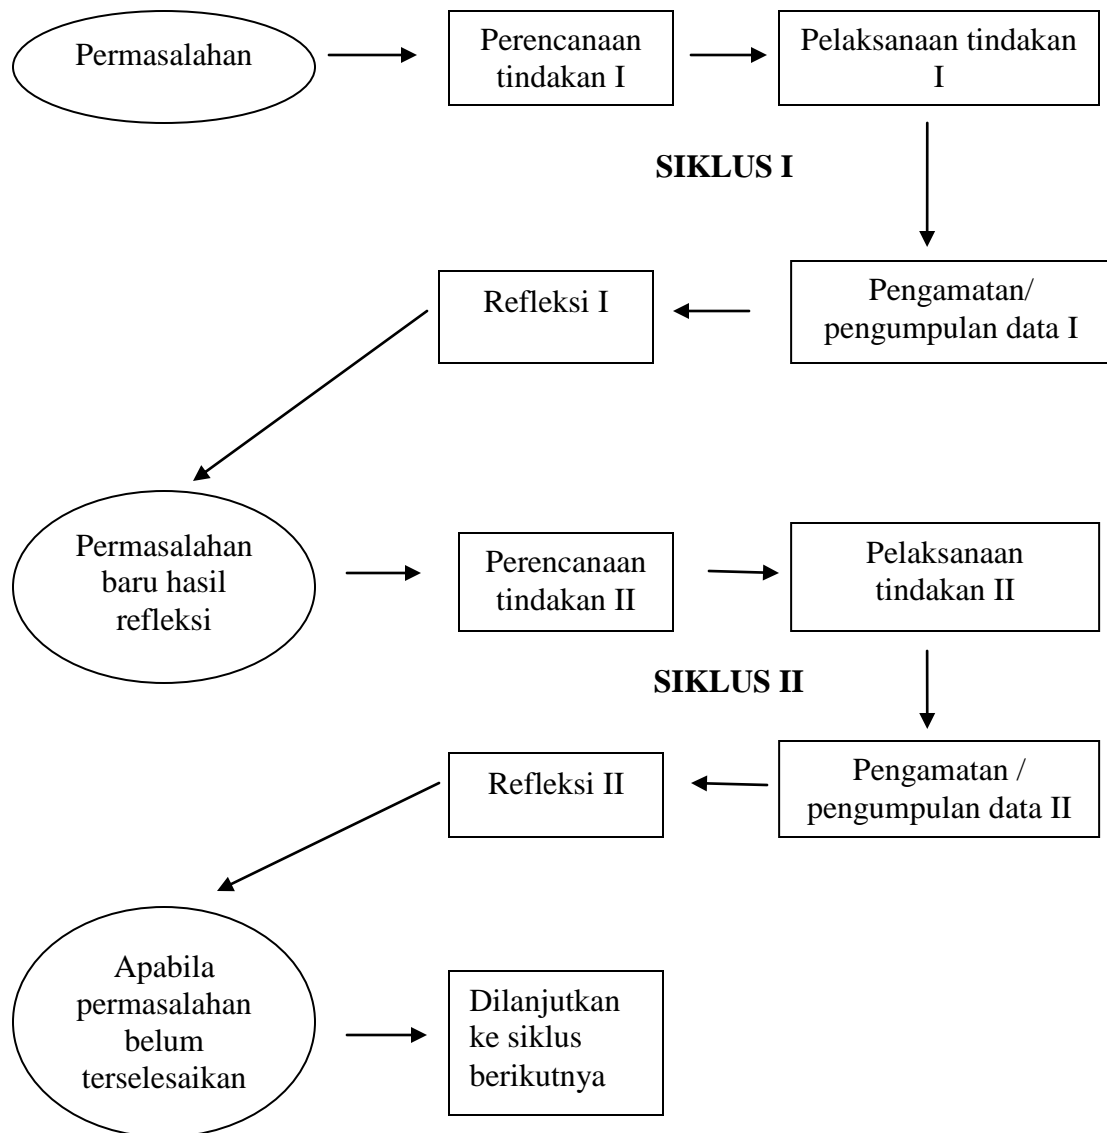 Permasalahan
Perencanaan
tindakan I
Pelaksanaan tindakan
I
SIKLUS I
Refleksi I
Pengamatan/
pengumpulan data I
Permasalahan
baru hasil
refleksi
Perencanaan
tindakan II
Pelaksanaan
tindakan II
SIKLUS II
Refleksi II
Pengamatan /
pengumpulan data II
Apabila
permasalahan
belum
terselesaikan
Dilanjutkan
ke siklus
berikutnya